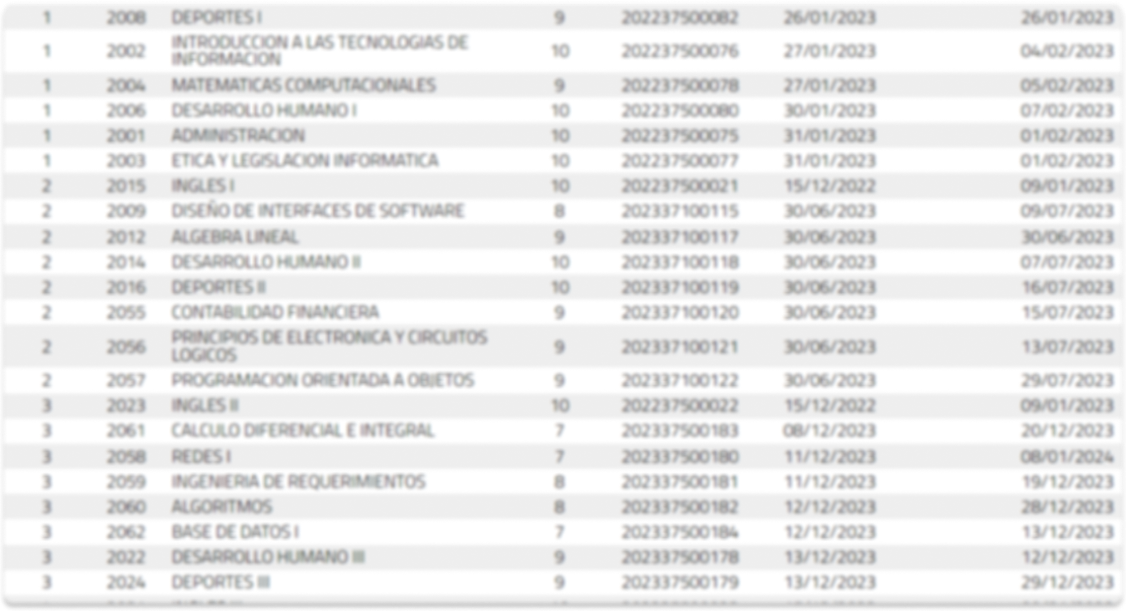 1 2008 DEPORTES I 9 202237500082 26/01/2023 26/01/2023
1 2002 INTRODUCCION A LAS TECNOLOGIAS DE INFORMACION 10 202237500076 27/01/2023 04/02/2023
1 2004 MATEMATICAS COMPUTACIONALES 9 202237500078 27/01/2023 05/02/2023
1 2006 DESARROLLO HUMANO I 10 202237500080 30/01/2023 07/02/2023
1 2001 ADMINISTRACION 10 202237500075 31/01/2023 01/02/2023
1 2003 ETICA Y LEGISLACION INFORMATICA 10 202237500077 31/01/2023 01/02/2023
2 2015 INGLES I 10 202237500021 15/12/2022 09/01/2023
2 2009 DISEÑO DE INTERFACES DE SOFTWARE 8 202337100115 30/06/2023 09/07/2023
2 2012 ALGEBRA LINEAL 9 202337100117 30/06/2023 30/06/2023
2 2014 DESARROLLO HUMANO II 10 202337100118 30/06/2023 07/07/2023
2 2016 DEPORTES II 10 202337100119 30/06/2023 16/07/2023
2 2055 CONTABILIDAD FINANCIERA 9 202337100120 30/06/2023 15/07/2023
2 2056 PRINCIPIOS DE ELECTRONICA Y CIRCUITOS LOGICOS 9 202337100121 30/06/2023 13/07/2023
2 2057 PROGRAMACION ORIENTADA A OBJETOS 9 202337100122 30/06/2023 29/07/2023
3 2023 INGLES II 10 202237500022 15/12/2022 09/01/2023
3 2061 CALCULO DIFERENCIAL E INTEGRAL 7 202337500183 08/12/2023 20/12/2023
3 2058 REDES I 7 202337500180 11/12/2023 08/01/2024
3 2059 INGENIERIA DE REQUERIMIENTOS 8 202337500181 11/12/2023 19/12/2023
3 2060 ALGORITMOS 8 202337500182 12/12/2023 28/12/2023
3 2062 BASE DE DATOS I 7 202337500184 12/12/2023 13/12/2023
3 2022 DESARROLLO HUMANO III 9 202337500178 13/12/2023 12/12/2023
3 2024 DEPORTES III 9 202337500179 13/12/2023 29/12/2023